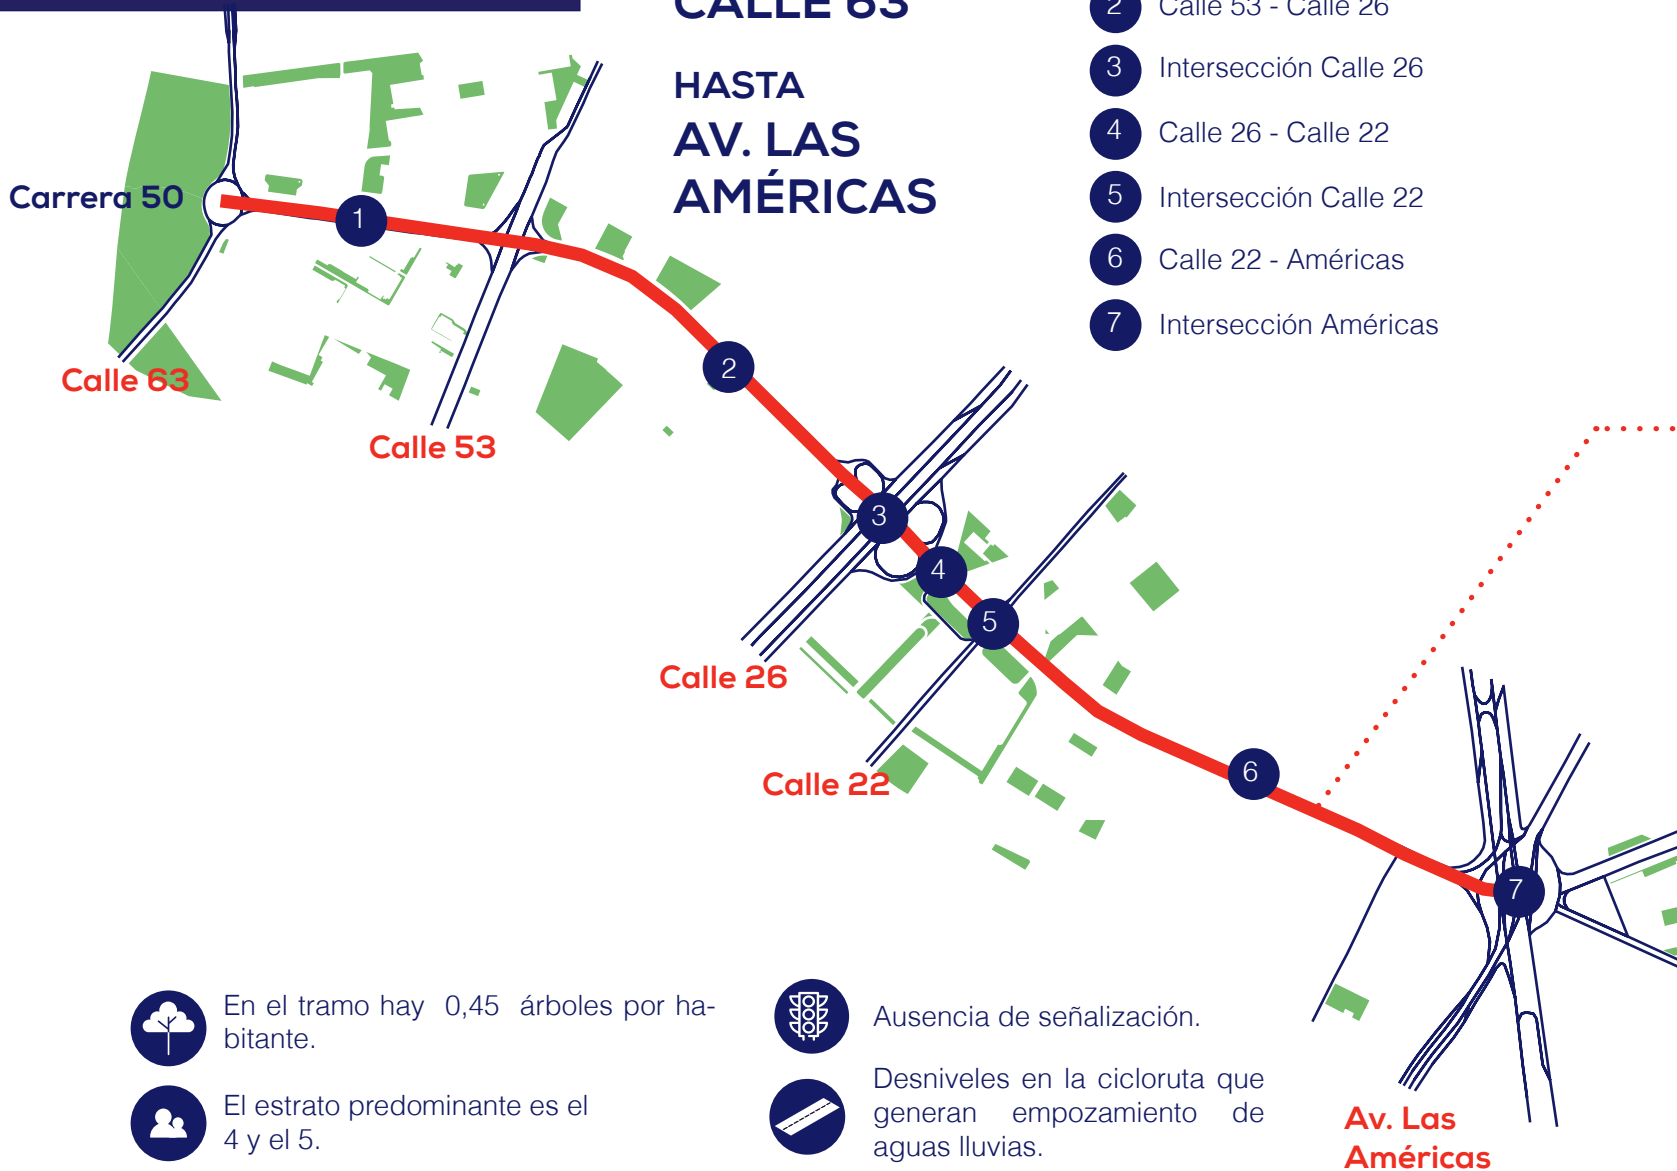 CALLE 63
HASTA
AV. LAS
AMÉRICAS
2 Calle 53 - Calle 26
3 Intersección Calle 26
4 Calle 26 - Calle 22
5 Intersección Calle 22
6 Calle 22 - Américas
7 Intersección Américas
Carrera 50
1
Calle 63
Calle 53
2
3
4
5
Calle 26
Calle 22
6
7
Av. Las
Américas
En el tramo hay 0,45 árboles por ha-
bitante.
El estrato predominante es el
4 y el 5.
Ausencia de señalización.
Desniveles en la cicloruta que
generan empozamiento de
aguas lluvias.